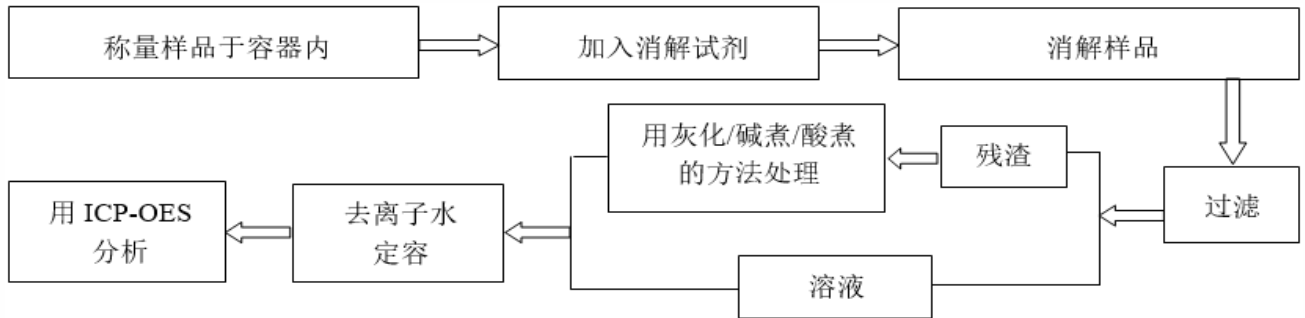 称量样品于容器内
加入消解试剂
消解样品
用灰化/碱煮/酸煮
的方法处理
残渣
过滤
用 ICP-OES
分析
去离子水
定容
溶液